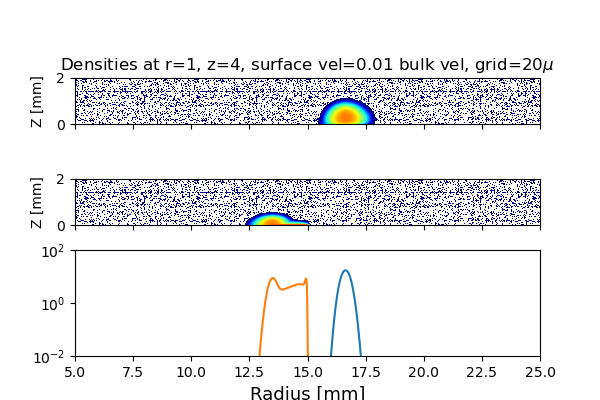 Densities at r=1, z=4, surface vel=0.01 bulk vel, grid=20μ
2
Z [mm]
0
2
Z [mm]
0
10²
10⁰
10⁻²
5.0 7.5 10.0 12.5 15.0 17.5 20.0 22.5 25.0
Radius [mm]